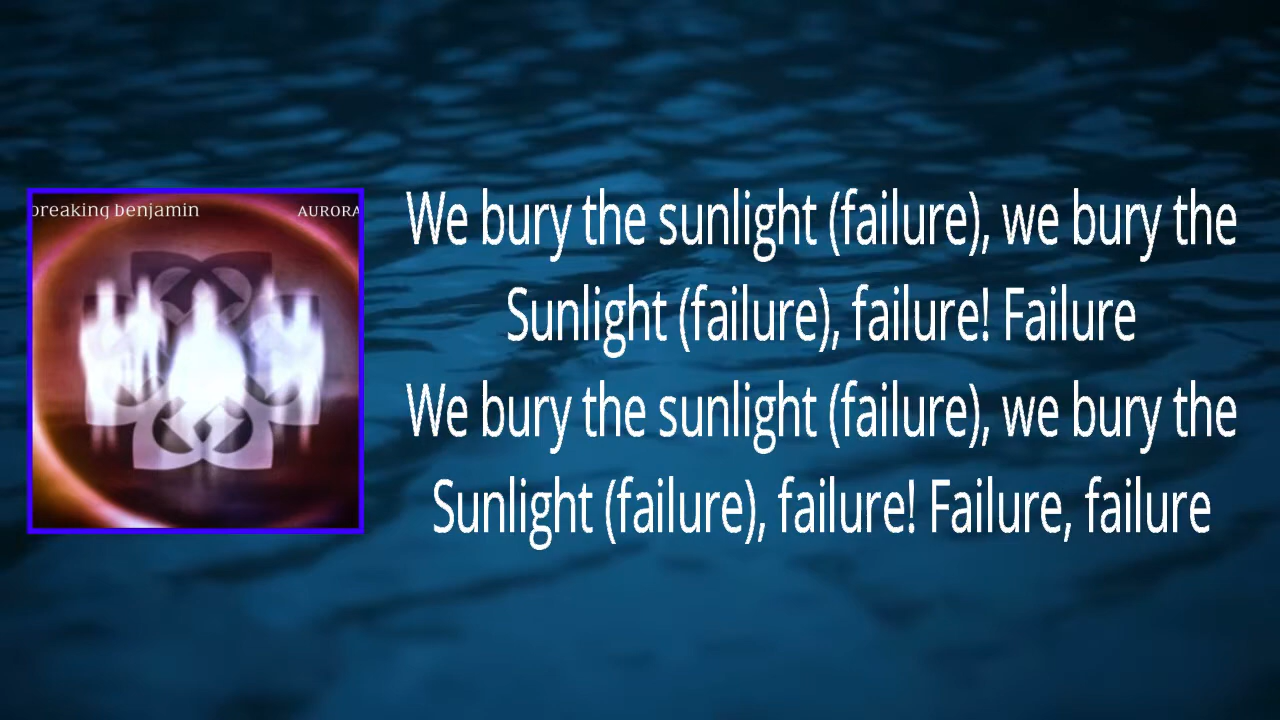 breaking benjamin
AURORA
We bury the sunlight (failure), we bury the
Sunlight (failure), failure! Failure
We bury the sunlight (failure), we bury the
Sunlight (failure), failure! Failure, failure